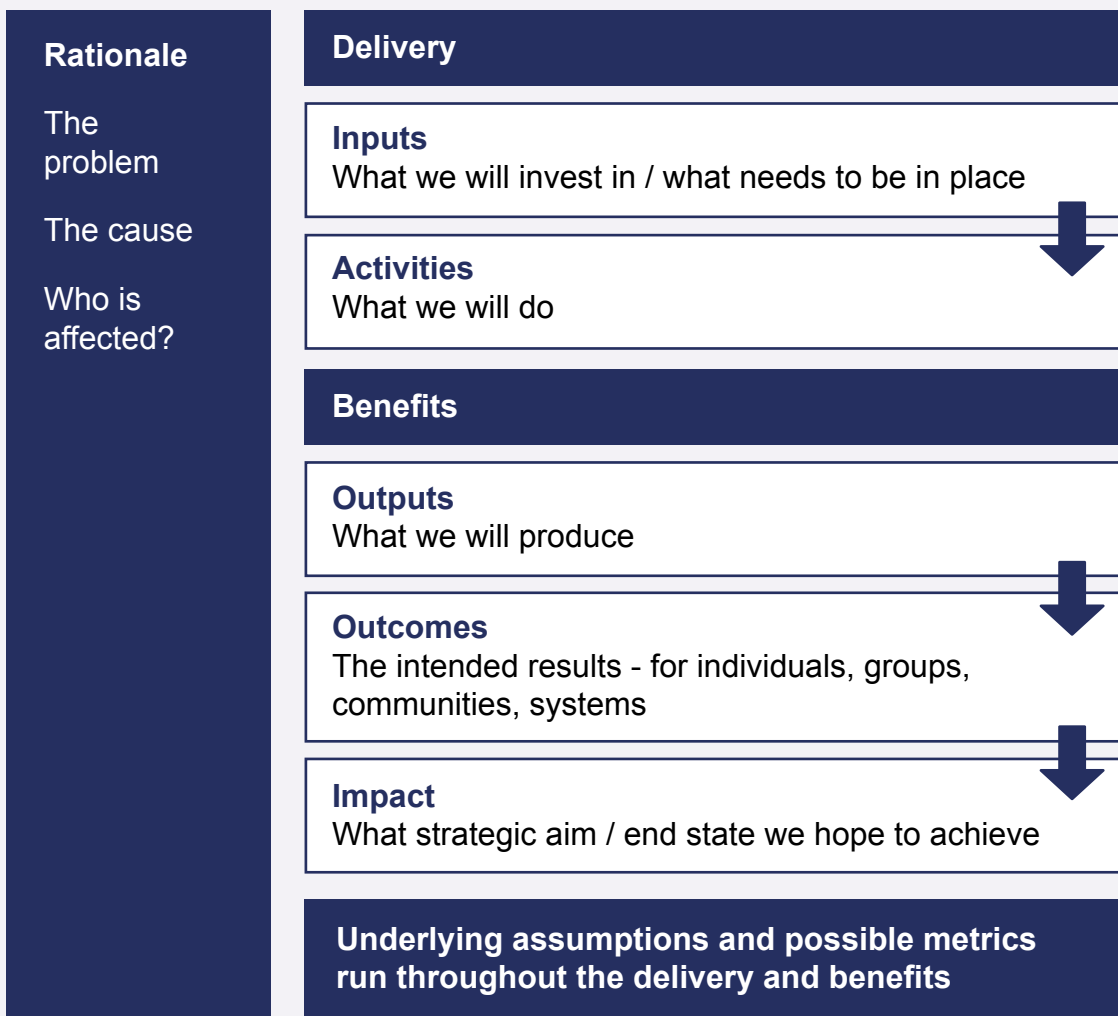 Rationale
The
problem
The cause
Who is
affected?
Delivery
Inputs
What we will invest in / what needs to be in place
Activities
What we will do
Benefits
Outputs
What we will produce
Outcomes
The intended results - for individuals, groups,
communities, systems
Impact
What strategic aim / end state we hope to achieve
Underlying assumptions and possible metrics
run throughout the delivery and benefits